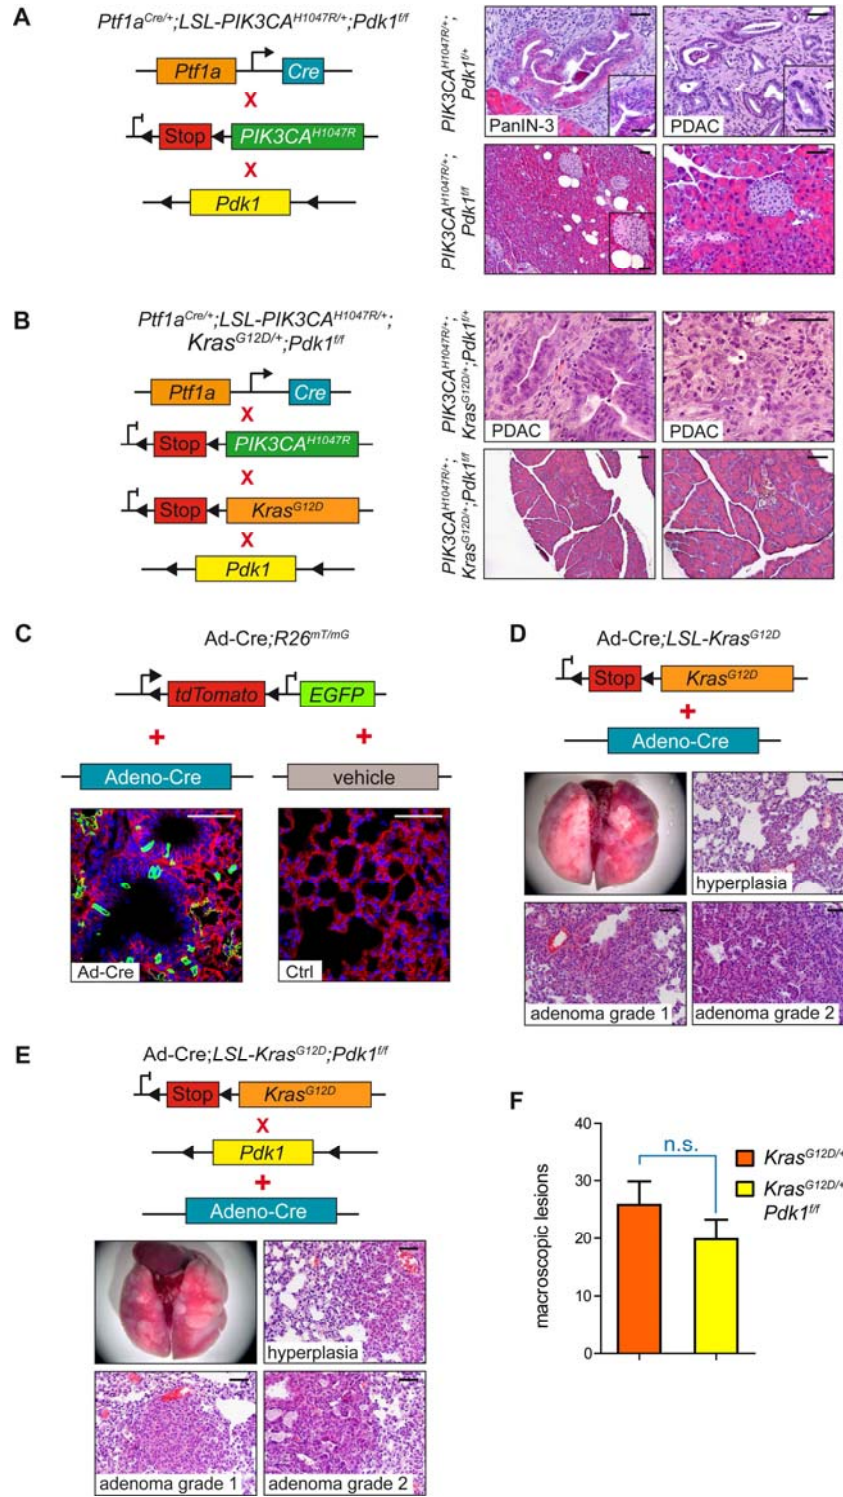 A
Ptf1a^Cre/+;LSL-PIK3CA^H1047R/+;Pdk1^f/f
Ptf1a
Cre
X
Stop
PIK3CA^H1047R
X
Pdk1
PIK3CA^H1047R/+;
Pdk1^f/+
PanIN-3
PDAC
PIK3CA^H1047R/+;
Pdk1^f/f
B
Ptf1a^Cre/+;LSL-PIK3CA^H1047R/+;
Kras^G12D/+;Pdk1^f/f
Ptf1a
Cre
X
Stop
PIK3CA^H1047R
X
Stop
Kras^G12D
X
Pdk1
PIK3CA^H1047R/+;
Kras^G12D/+;Pdk1^f/+
PDAC
PDAC
PIK3CA^H1047R/+;
Kras^G12D/+;Pdk1^f/f
C
Ad-Cre;R26^mT/mG
tdTomato
EGFP
+
+
Adeno-Cre
vehicle
Ad-Cre
Ctrl
D
Ad-Cre;LSL-Kras^G12D
Stop
Kras^G12D
+
Adeno-Cre
hyperplasia
adenoma grade 1
adenoma grade 2
E
Ad-Cre;LSL-Kras^G12D;Pdk1^f/f
Stop
Kras^G12D
X
Pdk1
+
Adeno-Cre
hyperplasia
adenoma grade 1
adenoma grade 2
F
macroscopic lesions
40
30
20
10
0
n.s.
Kras^G12D/+
Kras^G12D/+
Pdk1^f/f